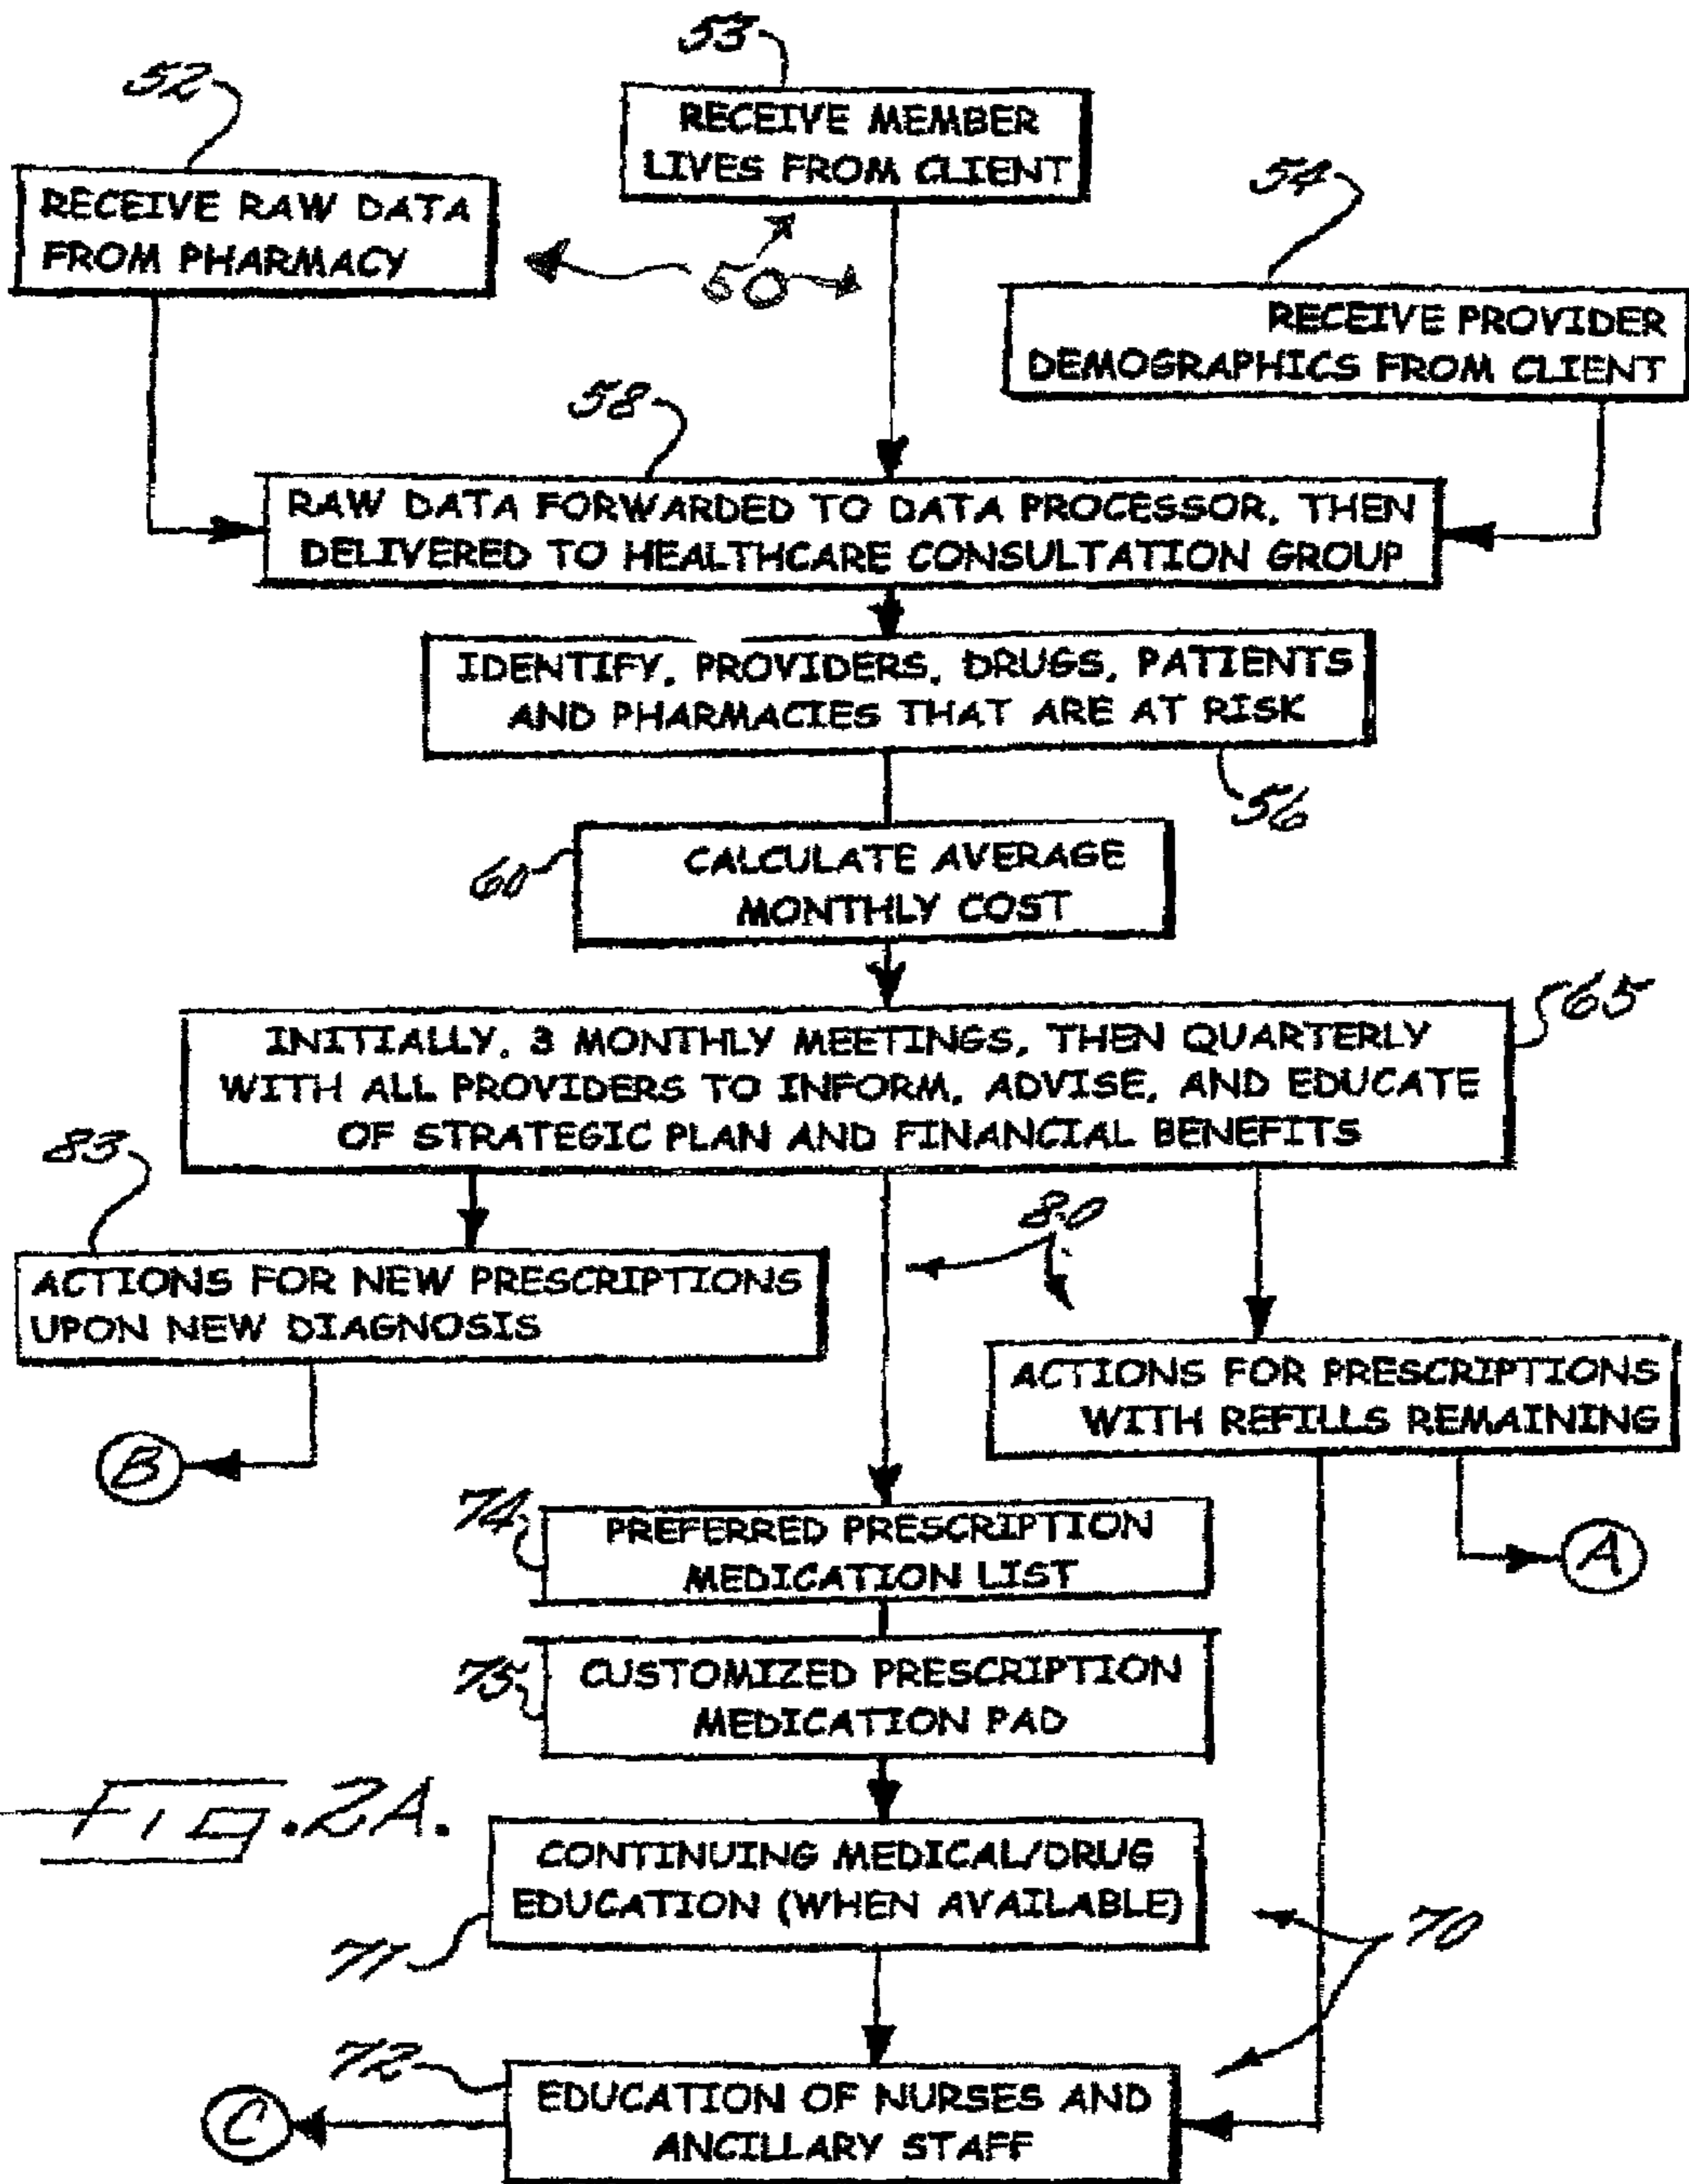 53
52
RECEIVE MEMBER
LIVES FROM CLIENT
54
RECEIVE RAW DATA
FROM PHARMACY
50
RECEIVE PROVIDER
DEMOGRAPHICS FROM CLIENT
58
RAW DATA FORWARDED TO DATA PROCESSOR, THEN
DELIVERED TO HEALTHCARE CONSULTATION GROUP
IDENTIFY, PROVIDERS, DRUGS, PATIENTS
AND PHARMACIES THAT ARE AT RISK
56
60
CALCULATE AVERAGE
MONTHLY COST
65
INITIALLY, 3 MONTHLY MEETINGS, THEN QUARTERLY
WITH ALL PROVIDERS TO INFORM, ADVISE, AND EDUCATE
OF STRATEGIC PLAN AND FINANCIAL BENEFITS
83
80
ACTIONS FOR NEW PRESCRIPTIONS
UPON NEW DIAGNOSIS
ACTIONS FOR PRESCRIPTIONS
WITH REFILLS REMAINING
B
A
74
PREFERRED PRESCRIPTION
MEDICATION LIST
75
CUSTOMIZED PRESCRIPTION
MEDICATION PAD
Fig. 2A.
CONTINUING MEDICAL/DRUG
EDUCATION (WHEN AVAILABLE)
71
70
72
EDUCATION OF NURSES AND
ANCILLARY STAFF
C